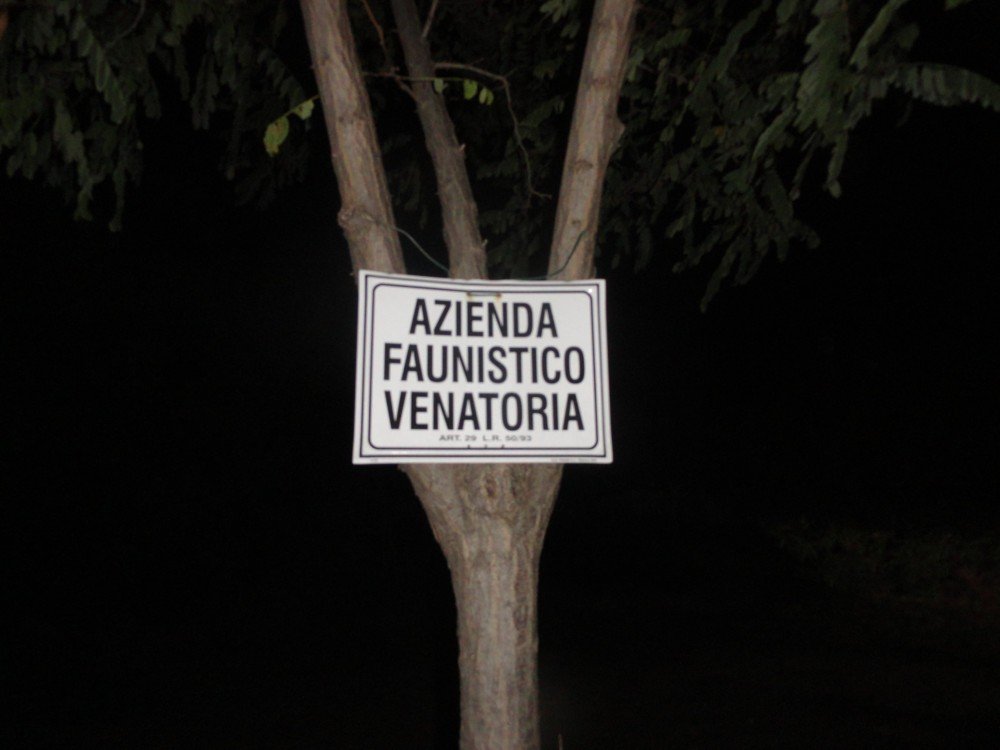 AZIENDA
FAUNISTICO
VENATORIA
ART. 29 L.R. 50/93